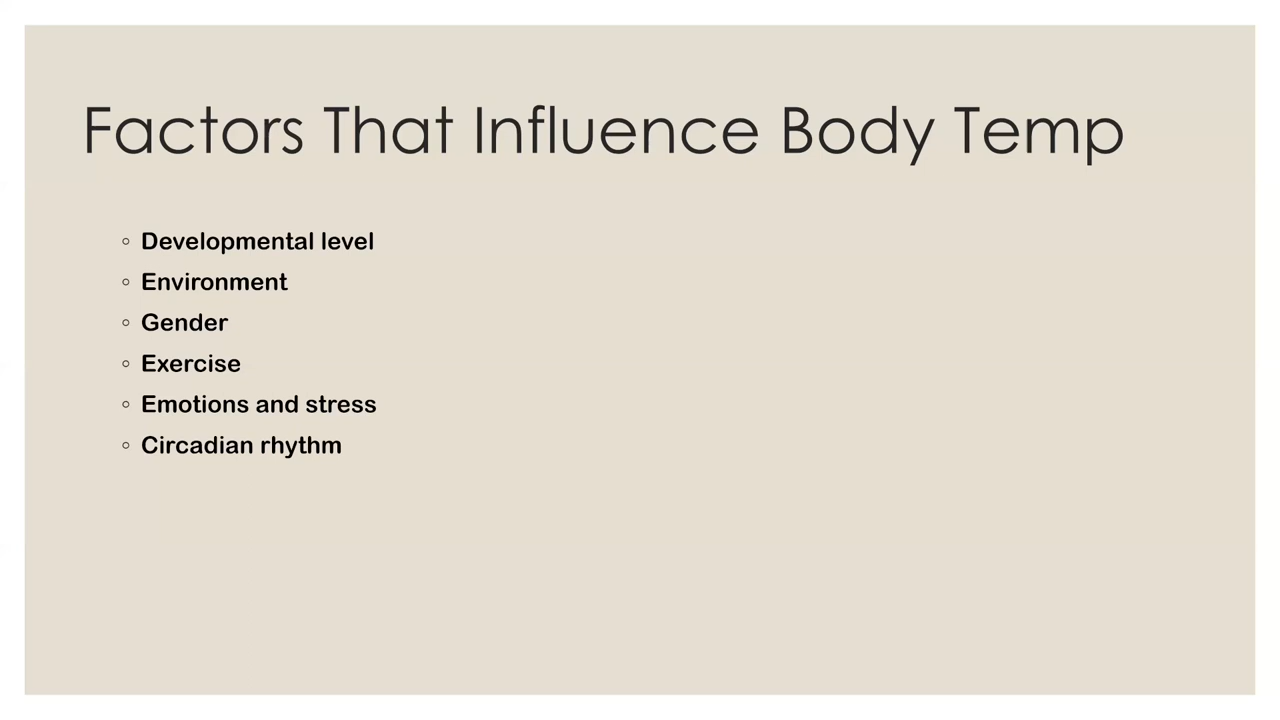 Factors That Influence Body Temp
◦ Developmental level
◦ Environment
◦ Gender
◦ Exercise
◦ Emotions and stress
◦ Circadian rhythm